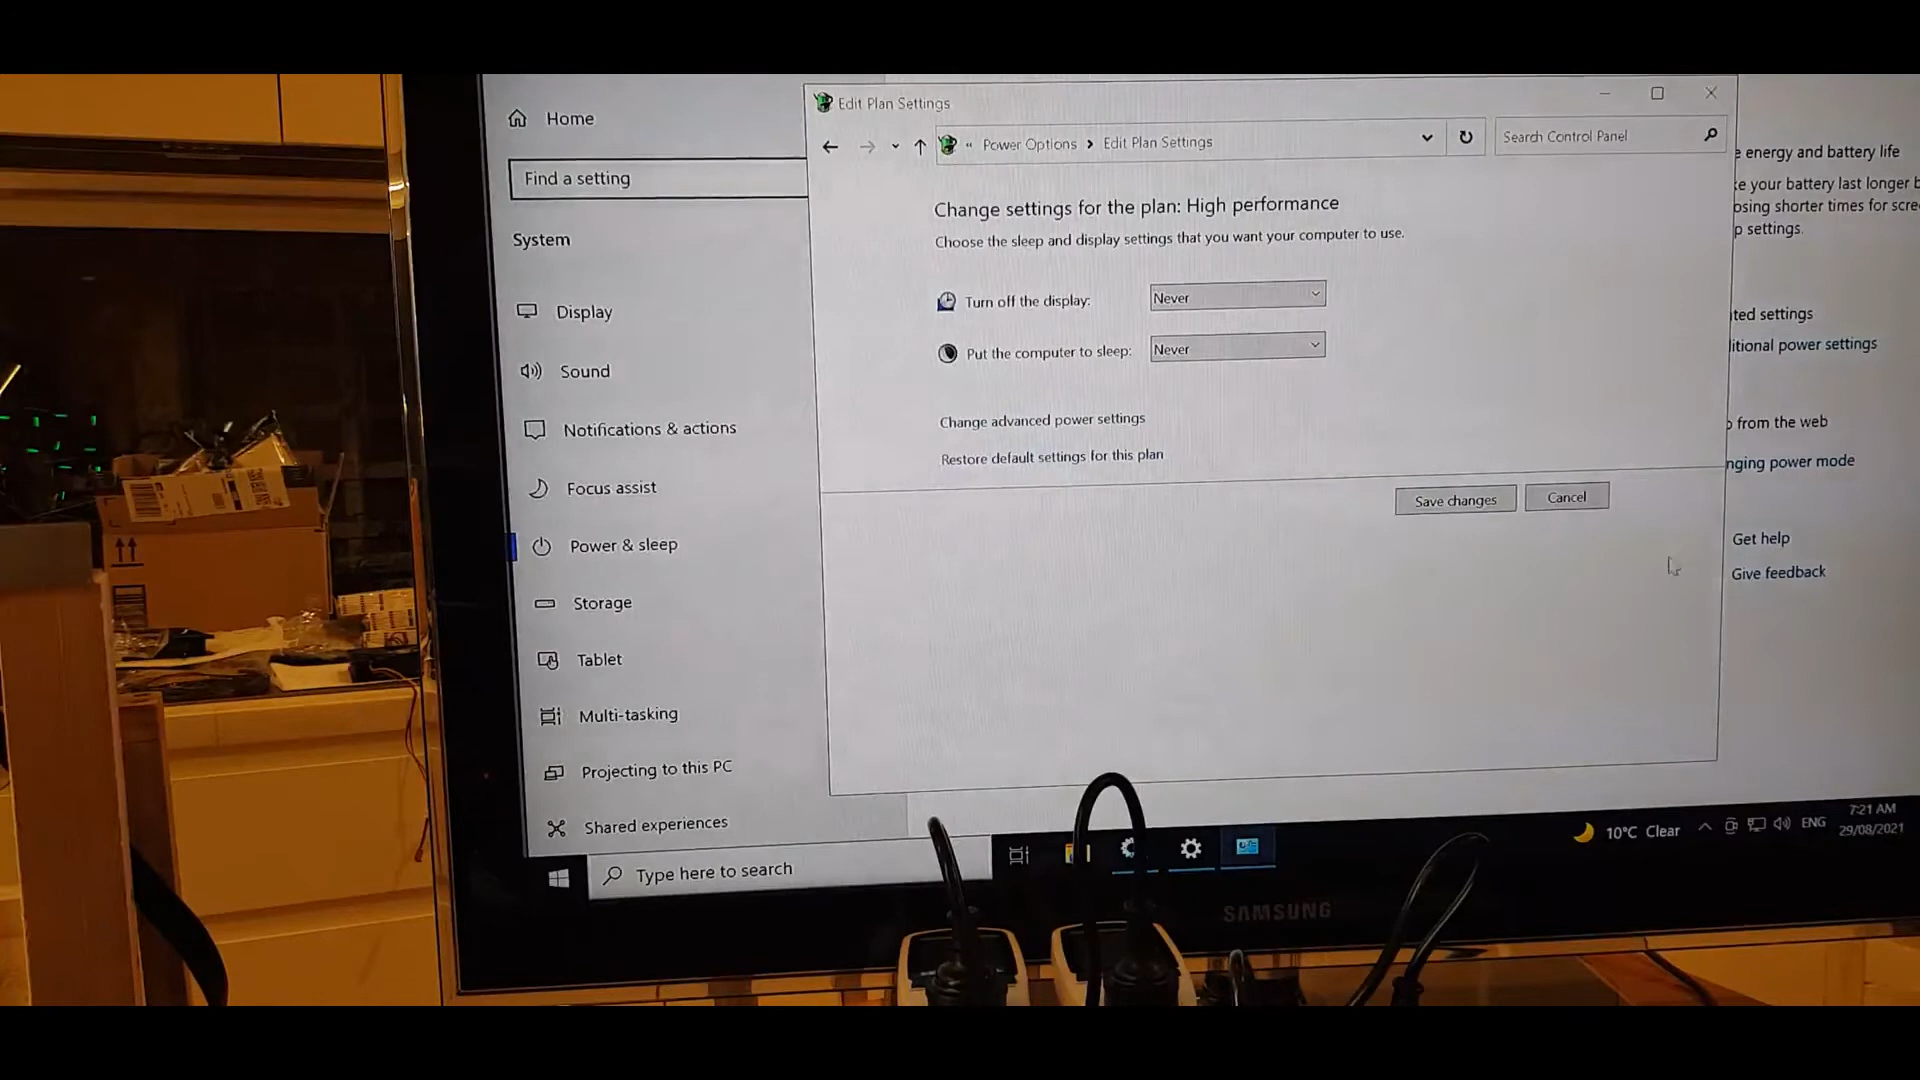 Home
Find a setting
System
Display
Sound
Notifications & actions
Focus assist
Power & sleep
Storage
Tablet
Multi-tasking
Projecting to this PC
Shared experiences
Edit Plan Settings
« Power Options > Edit Plan Settings
Search Control Panel
Change settings for the plan: High performance
Choose the sleep and display settings that you want your computer to use.
Turn off the display: Never
Put the computer to sleep: Never
Change advanced power settings
Restore default settings for this plan
Save changes
Cancel
e energy and battery life
your battery last longer
osing shorter times for
p settings.
ted settings
itional power settings
from the web
nging power mode
Get help
Give feedback
Type here to search
10°C Clear
ENG
7:21 AM
29/08/2021
SAMSUNG